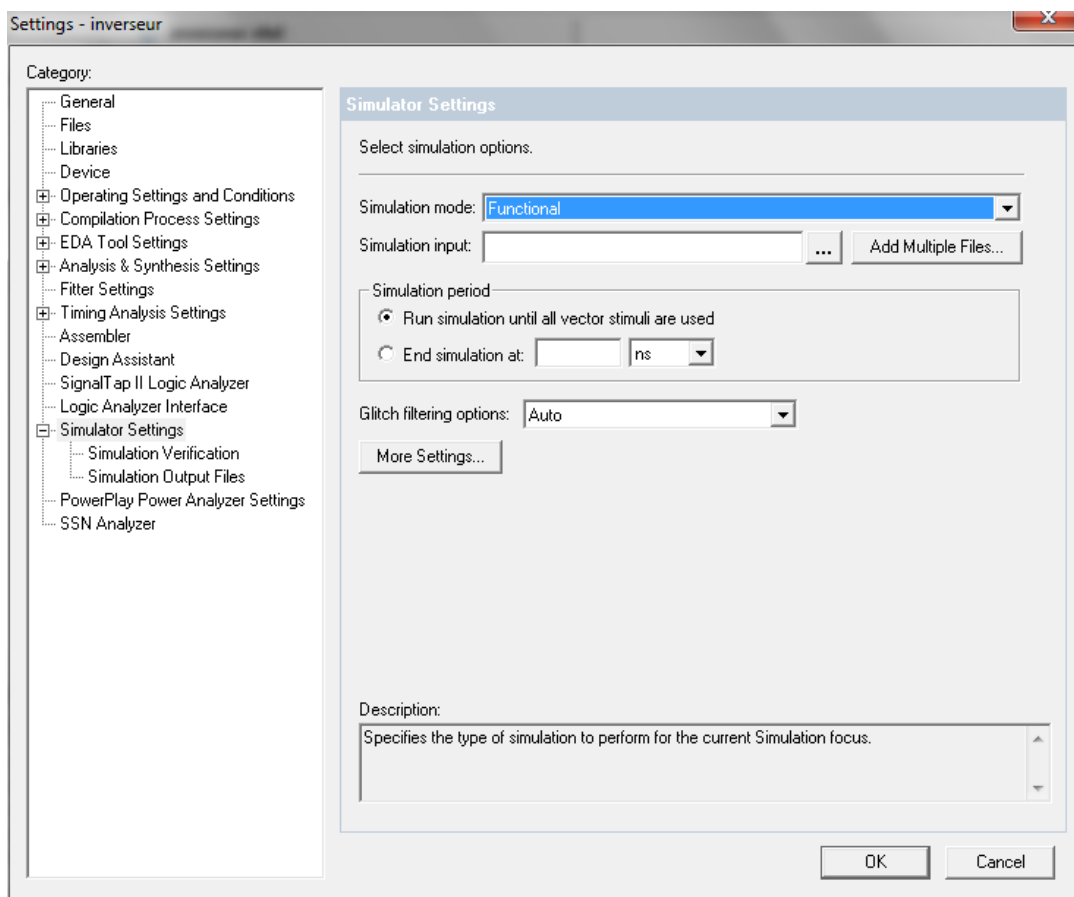 Settings - inverseur
Category:
General
Files
Libraries
Device
Operating Settings and Conditions
Compilation Process Settings
EDA Tool Settings
Analysis & Synthesis Settings
Fitter Settings
Timing Analysis Settings
Assembler
Design Assistant
SignalTap II Logic Analyzer
Logic Analyzer Interface
Simulator Settings
Simulation Verification
Simulation Output Files
PowerPlay Power Analyzer Settings
SSN Analyzer
Simulator Settings
Select simulation options.
Simulation mode: Functional
Simulation input: ... Add Multiple Files...
Simulation period
Run simulation until all vector stimuli are used
End simulation at: ns
Glitch filtering options: Auto
More Settings...
Description:
Specifies the type of simulation to perform for the current Simulation focus.
OK Cancel